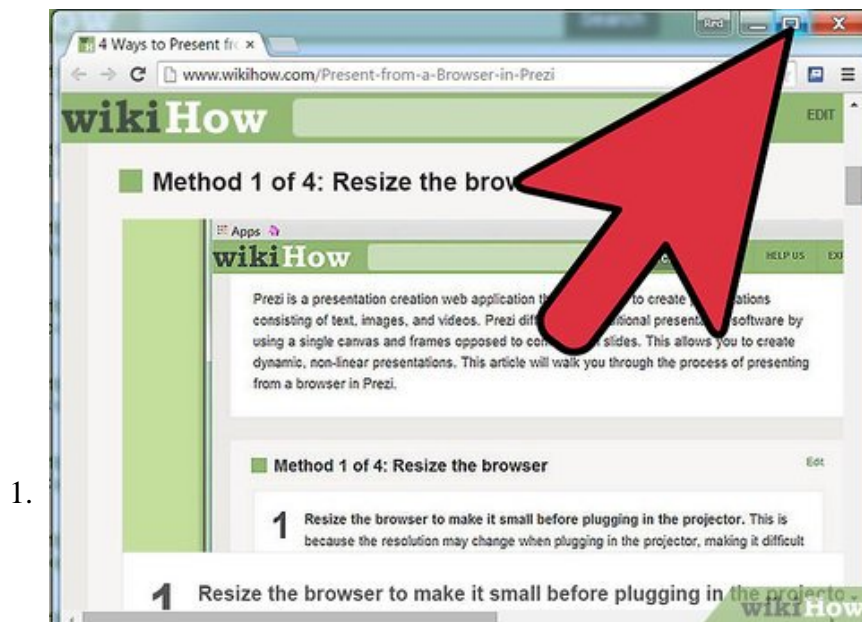 Search
Red
4 Ways to Present fr
www.wikihow.com/Present-from-a-Browser-in-Prezi
wikiHow
EDIT
Method 1 of 4: Resize the brow
Apps
wikiHow
HELP US
Prezi is a presentation creation web application to create
consisting of text, images, and videos. Prezi software by
using a single canvas and frames opposed to slides. This allows you to create
dynamic, non-linear presentations. This article will walk you through the process of presenting
from a browser in Prezi.
Method 1 of 4: Resize the browser
Edit
1.
1 Resize the browser to make it small before plugging in the projector. This is
because the resolution may change when plugging in the projector, making it difficult
1 Resize the browser to make it small before plugging in the projecto
wikiHow